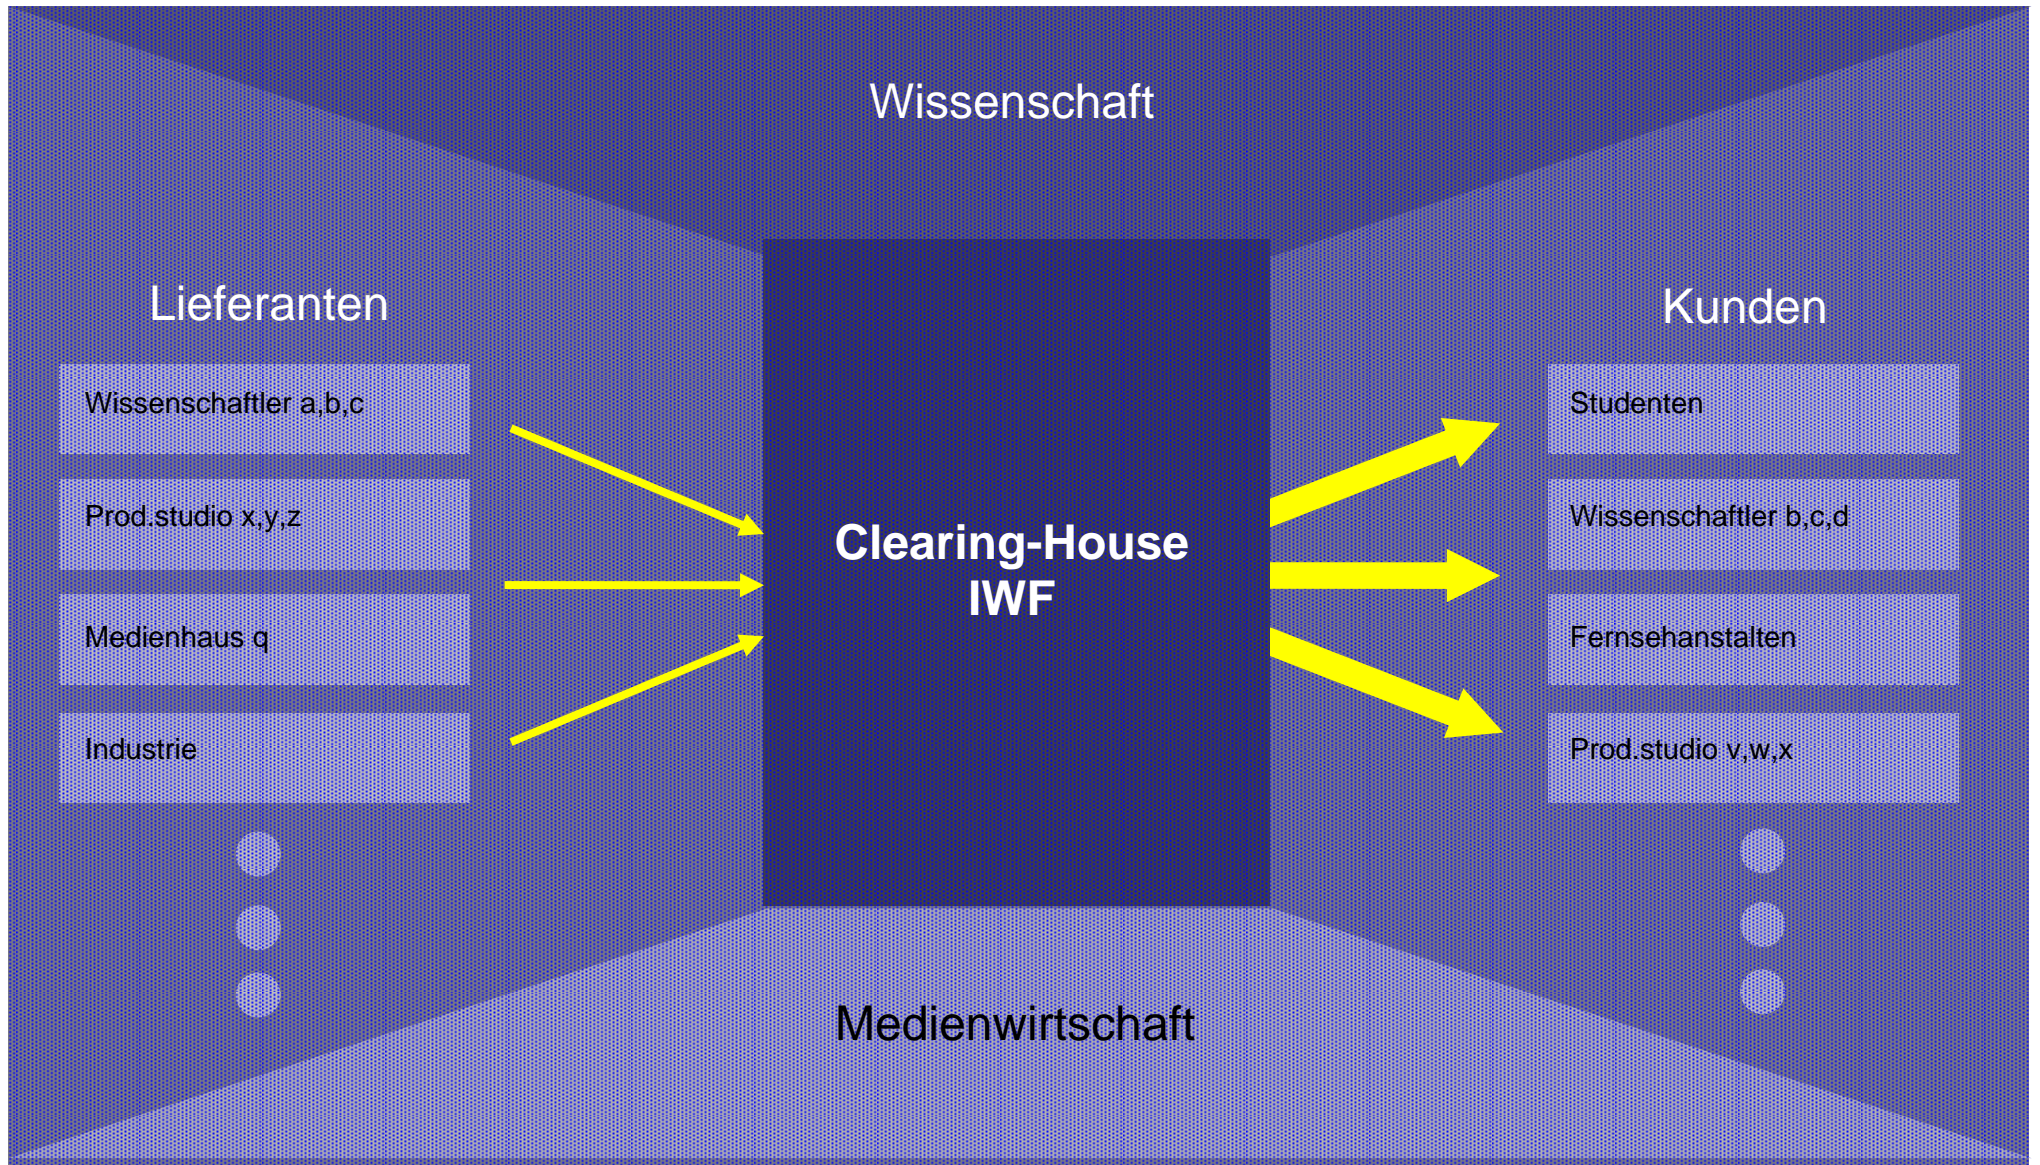 Wissenschaft
Lieferanten
Wissenschaftler a,b,c
Prod.studio x,y,z
Medienhaus q
Industrie
Clearing-House
IWF
Kunden
Studenten
Wissenschaftler b,c,d
Fernsehanstalten
Prod.studio v,w,x
Medienwirtschaft